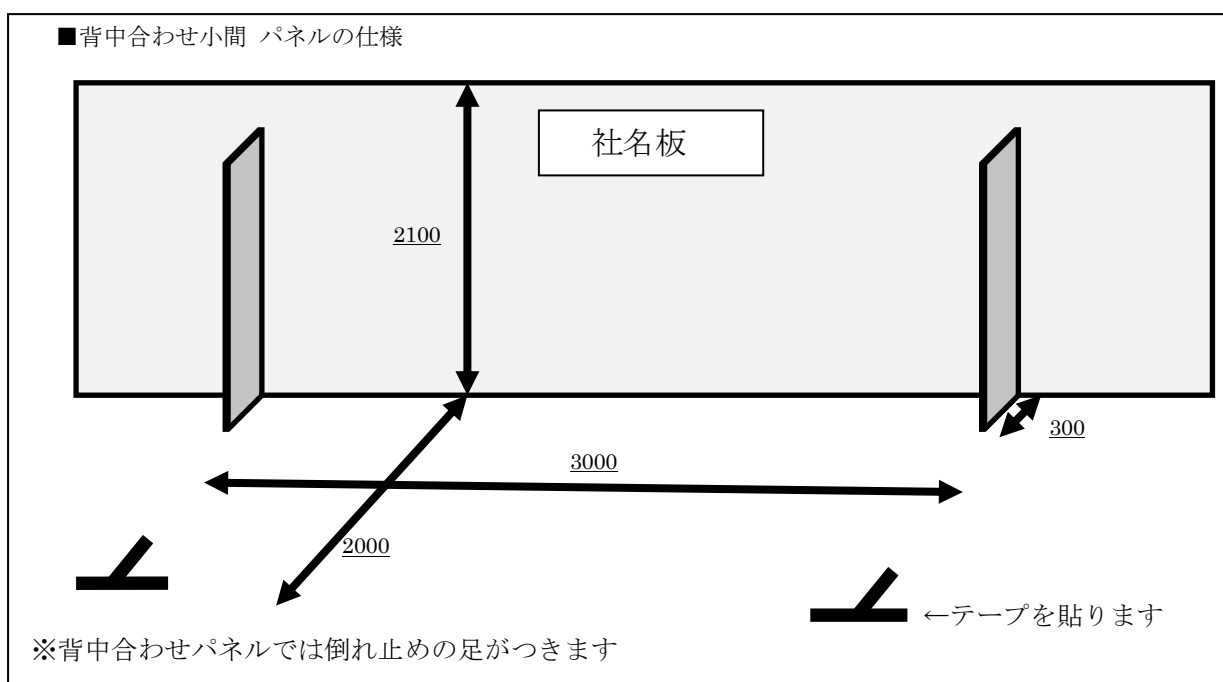 ■背中合わせ小間 パネルの仕様
社名板
2100
300
3000
2000
←テープを貼ります
※背中合わせパネルでは倒れ止めの足がつきます